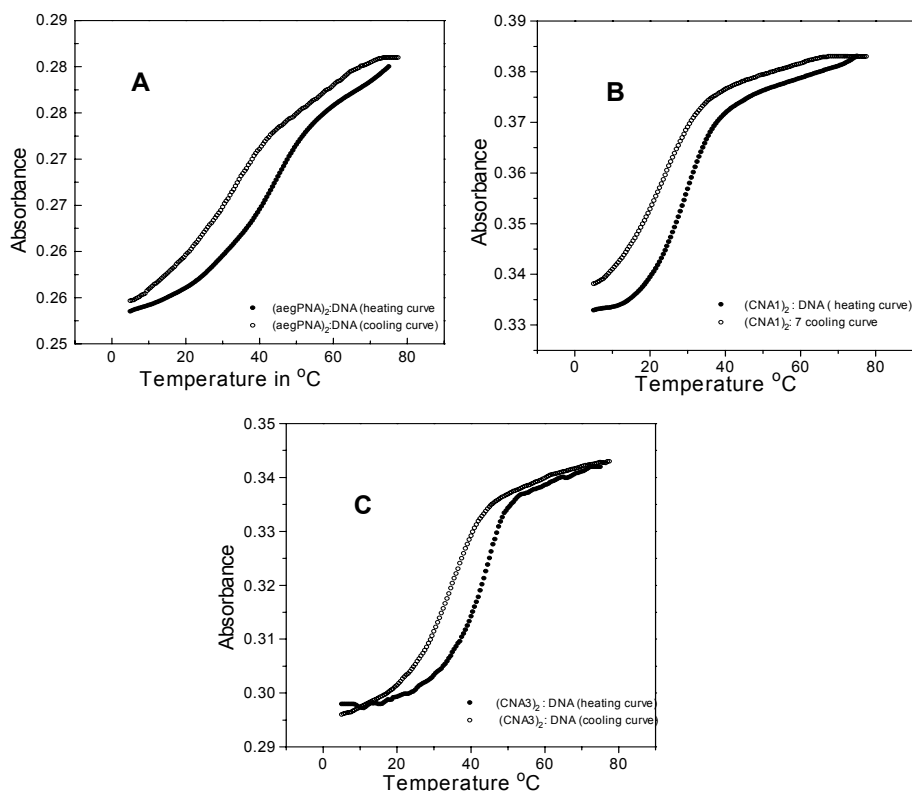 0.28
0.28
0.28
0.27
0.27
0.26
0.26
0.25
Absorbance
A
(aegPNA)2:DNA (heating curve)
(aegPNA)2:DNA (cooling curve)
0 20 40 60 80
Temperature in °C
0.39
0.38
0.37
0.36
0.35
0.34
0.33
Absorbance
B
(CNA1)2 : DNA ( heating curve)
(CNA1)2: 7 cooling curve
0 20 40 60 80
Temperature °C
0.35
0.34
0.33
0.32
0.31
0.30
0.29
Absorbance
C
(CNA3)2 : DNA (heating curve)
(CNA3)2 : DNA (cooling curve)
0 20 40 60 80
Temperature °C